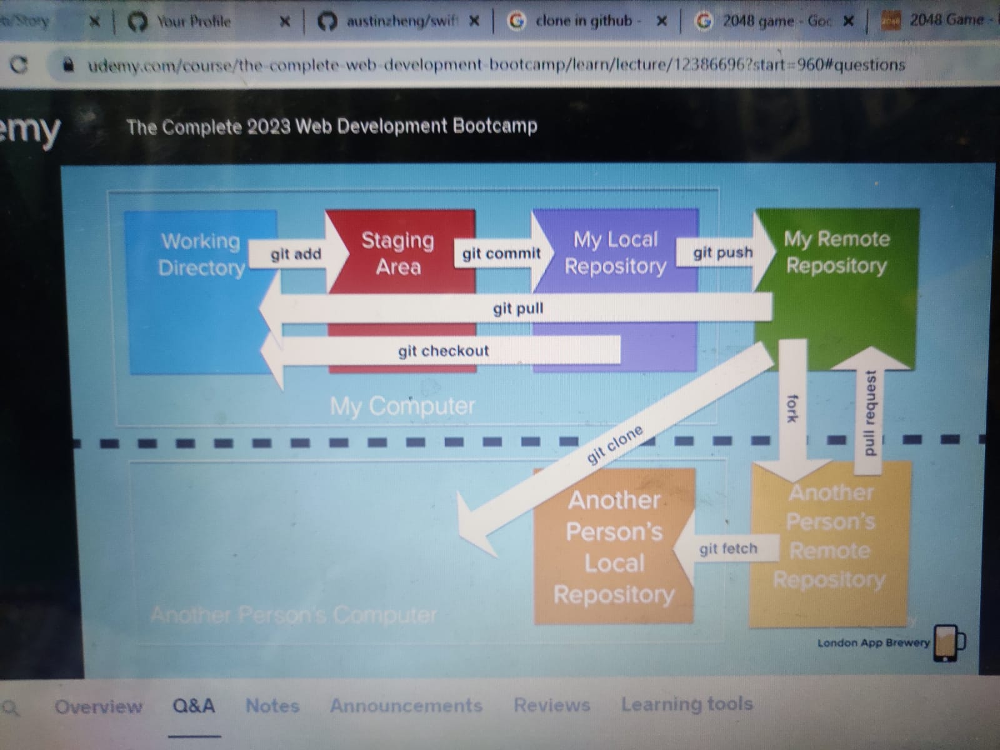 b/Story
Your Profile
austinzheng/swif
clone in github -
2048 game - Goo
2048 Game -
udemy.com/course/the-complete-web-development-bootcamp/learn/lecture/12386696?start=960#questions
emy
The Complete 2023 Web Development Bootcamp
Working
Directory
git add
Staging
Area
git commit
My Local
Repository
git push
My Remote
Repository
git pull
git checkout
My Computer
git clone
fork
pull request
Another
Person's
Local
Repository
git fetch
Another
Person's
Remote
Repository
Another Person's Computer
London App Brewery
Overview
Q&A
Notes
Announcements
Reviews
Learning tools